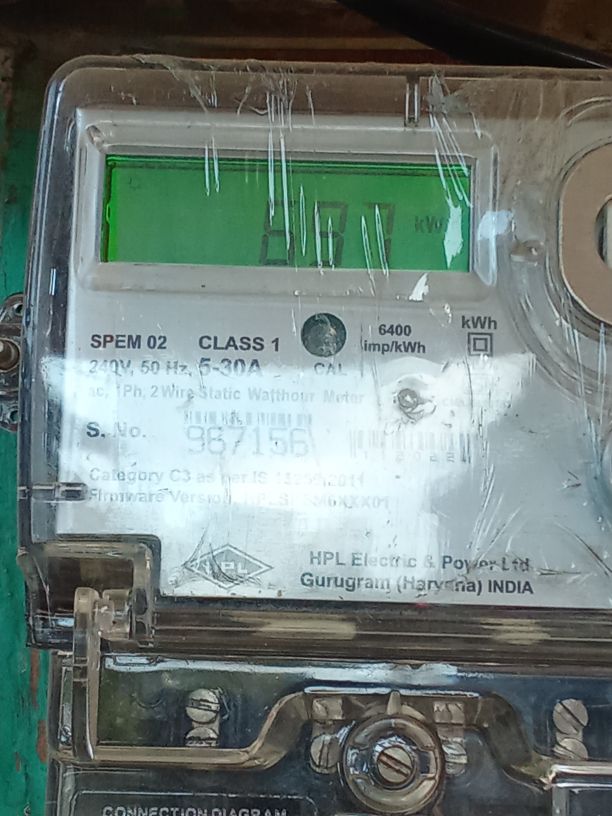 kWh
SPEM 02 CLASS 1 6400 imp/kWh kWh
240V, 50 Hz, 5-30A CAL
ac, 1Ph, 2 Wire Static Watthour Meter
S. No. 967156
Category C3 as per IS
Firmware Version
HPL
HPL Electric & Power Ltd.
Gurugram (Haryana) INDIA
CONNECTION DIAGRAM